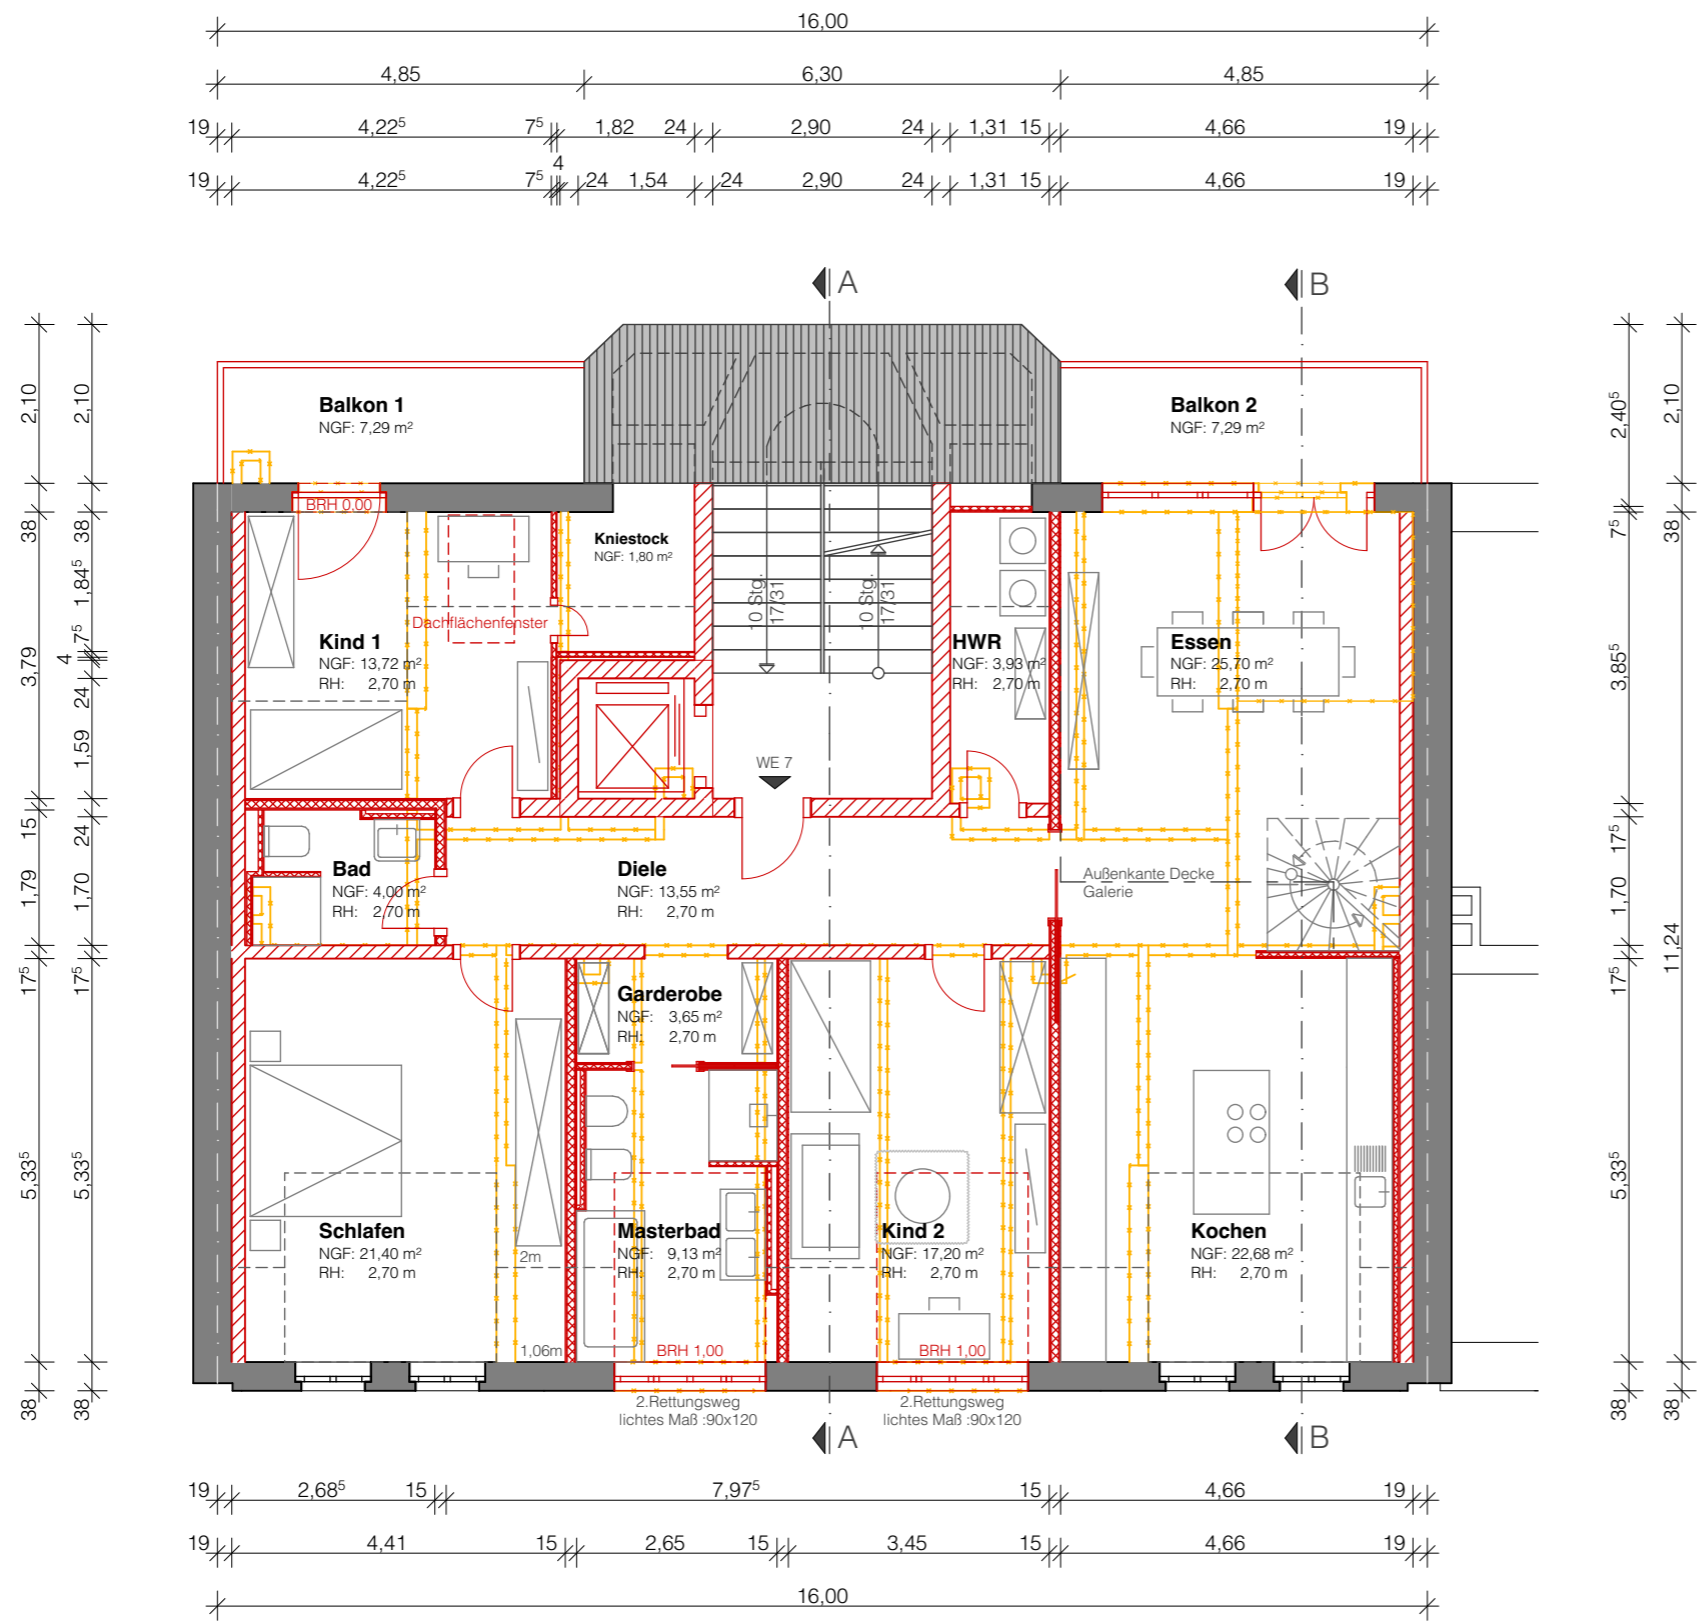 16,00
4,85 6,30 4,85
19 4,22⁵ 7⁵ 1,82 24 2,90 24 1,31 15 4,66 19
4
19 4,22⁵ 7⁵ 24 1,54 24 2,90 24 1,31 15 4,66 19
A
B
2,10
2,10
2,40⁵
2,10
Balkon 1
NGF: 7,29 m²
Balkon 2
NGF: 7,29 m²
BRH 0,00
38
38
7⁵
38
Kniestock
NGF: 1,80 m²
10 Stg.
17/31
10 Stg.
17/31
1,84⁵
7⁵
4
3,79
24
1,59
3,85⁵
Dachflächenfenster
Kind 1
NGF: 13,72 m²
RH: 2,70 m
HWR
NGF: 3,93 m²
RH: 2,70 m
Essen
NGF: 25,70 m²
RH: 2,70 m
WE 7
15
24
17⁵
Bad
NGF: 4,00 m²
RH: 2,70 m
Diele
NGF: 13,55 m²
RH: 2,70 m
Außenkante Decke
Galerie
1,79
1,70
1,70
11,24
17⁵
17⁵
17⁵
Garderobe
NGF: 3,65 m²
RH: 2,70 m
5,33⁵
5,33⁵
5,33⁵
Schlafen
NGF: 21,40 m²
RH: 2,70 m
2m
1,06m
Masterbad
NGF: 9,13 m²
RH: 2,70 m
Kind 2
NGF: 17,20 m²
RH: 2,70 m
Kochen
NGF: 22,68 m²
RH: 2,70 m
BRH 1,00
BRH 1,00
38
38
38
38
2.Rettungsweg
lichtes Maß :90x120
2.Rettungsweg
lichtes Maß :90x120
A
B
19 2,68⁵ 15 7,97⁵ 15 4,66 19
19 4,41 15 2,65 15 3,45 15 4,66 19
16,00